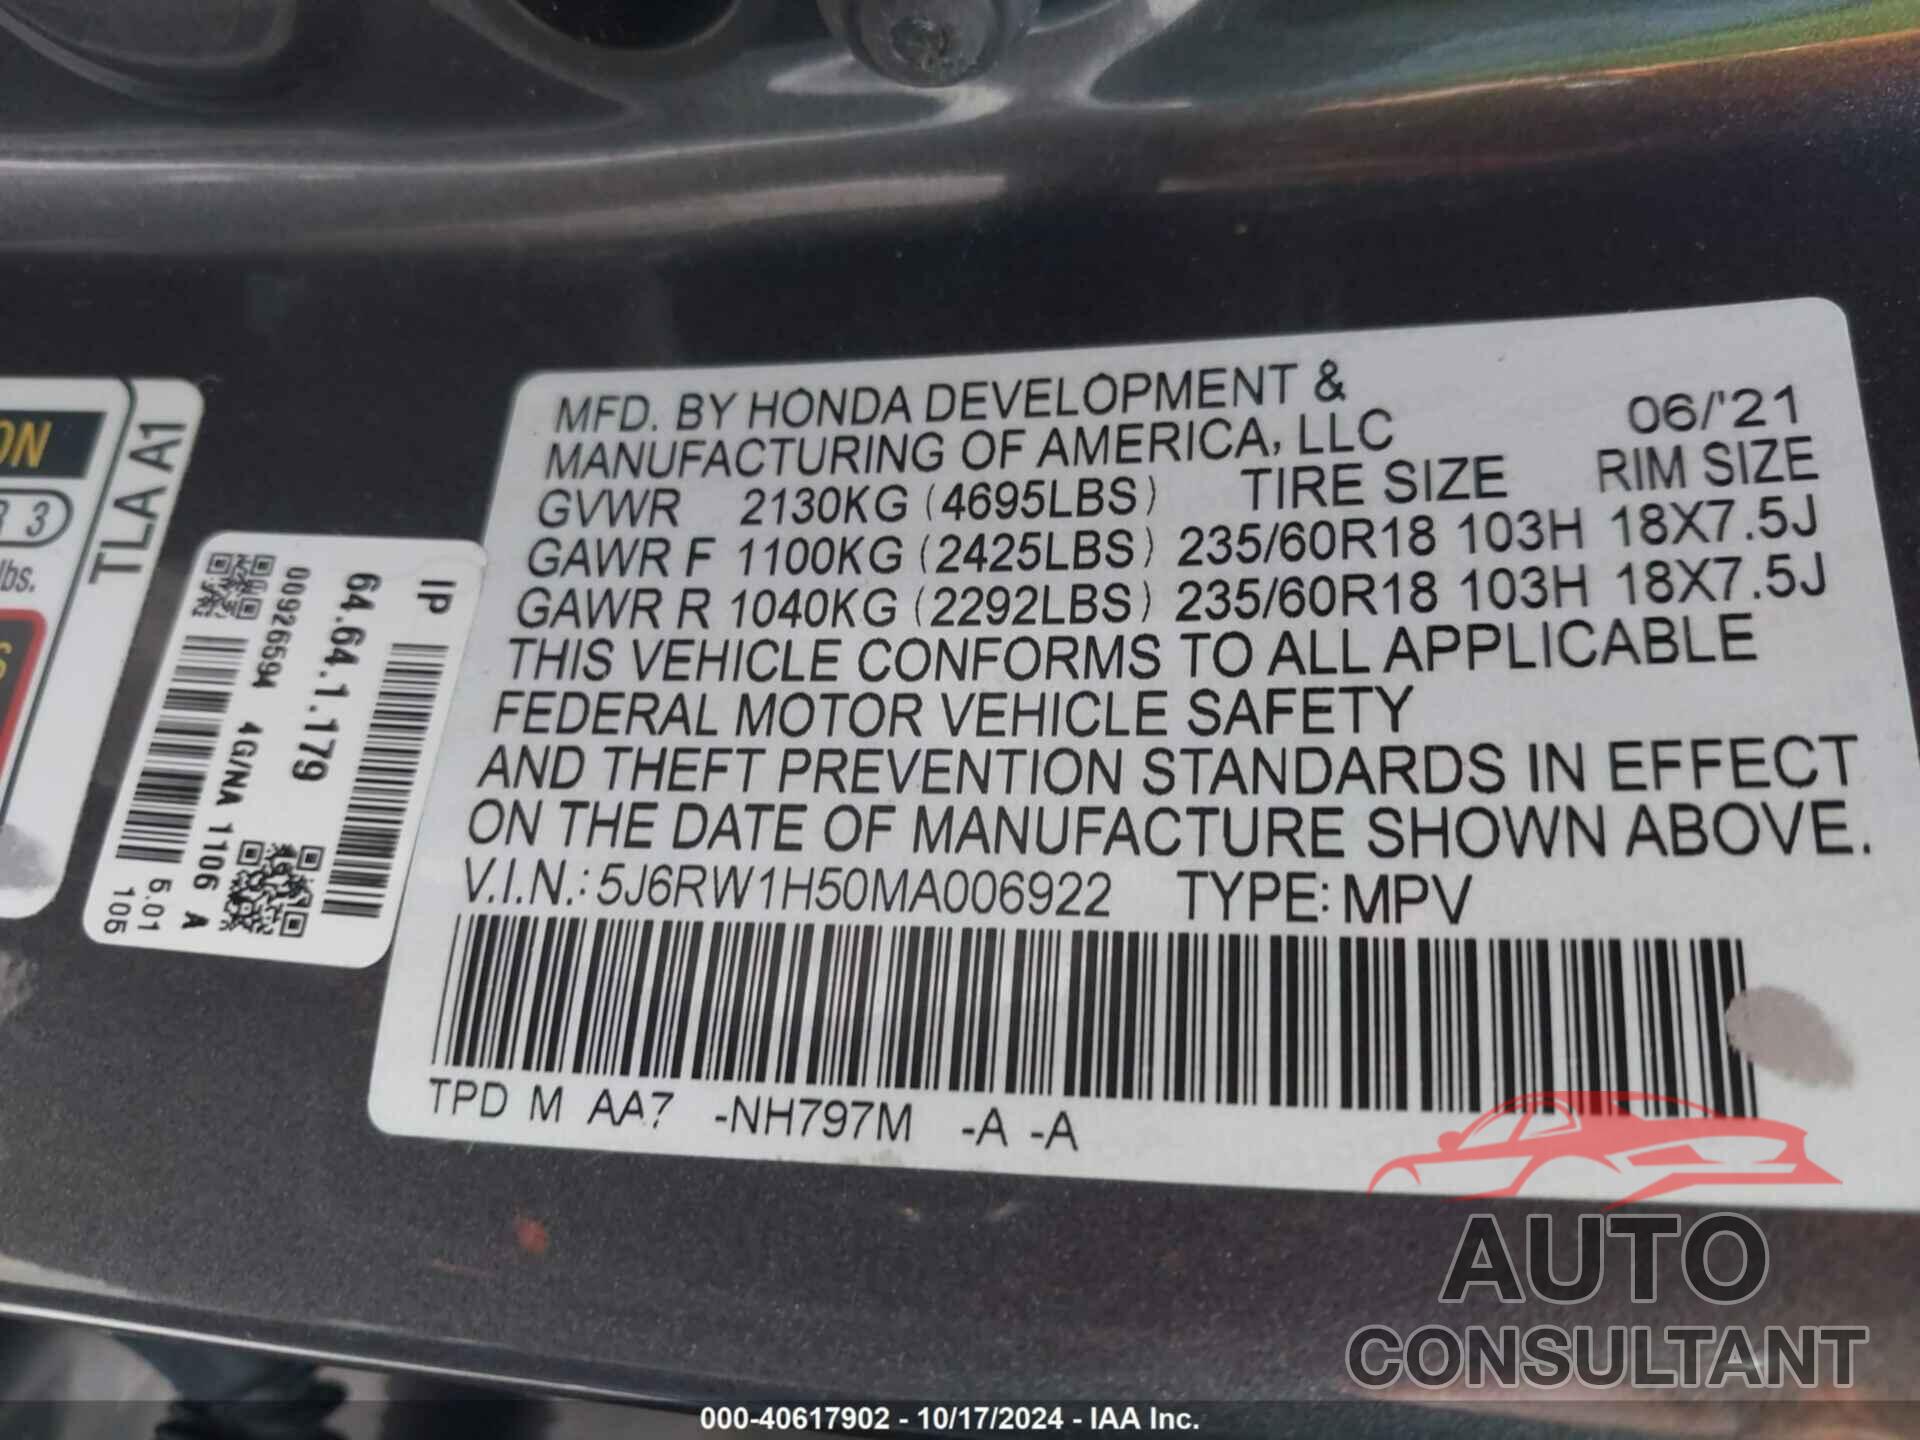 MFD. BY HONDA DEVELOPMENT &
MANUFACTURING OF AMERICA, LLC 06/'21
GVWR 2130KG (4695LBS) TIRE SIZE RIM SIZE
GAWR F 1100KG (2425LBS) 235/60R18 103H 18X7.5J
GAWR R 1040KG (2292LBS) 235/60R18 103H 18X7.5J
THIS VEHICLE CONFORMS TO ALL APPLICABLE
FEDERAL MOTOR VEHICLE SAFETY
AND THEFT PREVENTION STANDARDS IN EFFECT
ON THE DATE OF MANUFACTURE SHOWN ABOVE.
V.I.N.: 5J6RW1H50MA006922 TYPE: MPV
TPD M AA7 -NH797M -A -A
TLA A1
3
lbs.
IP
64.64.1.179
009265594 4G/NA 1106 A
5.01
105
AUTO
CONSULTANT
000-40617902 - 10/17/2024 - IAA Inc.